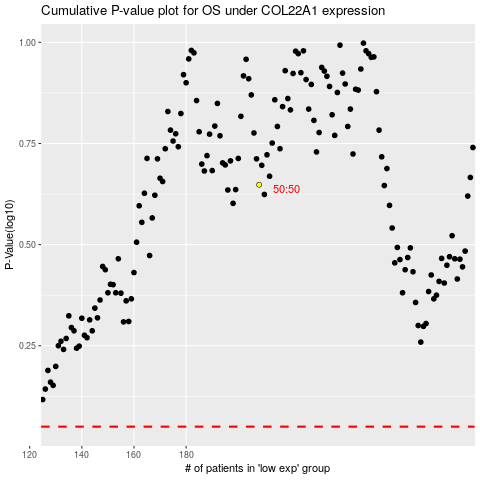 Cumulative P-value plot for OS under COL22A1 expression
P-Value(log10)
1.00
0.75
0.50
0.25
50:50
120 140 160 180
# of patients in 'low exp' group